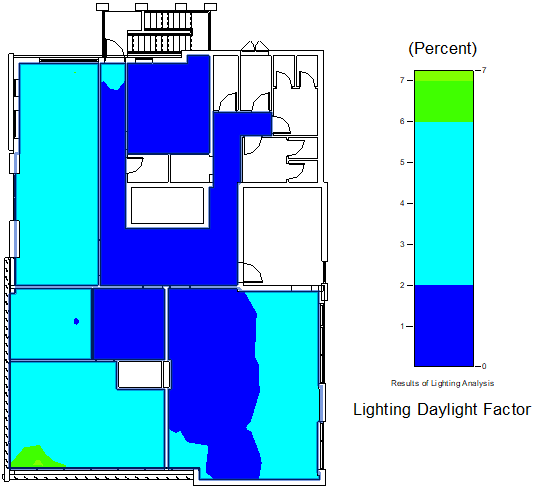 (Percent)
7 7
6
5
4
3
2
1
0
Results of Lighting Analysis
Lighting Daylight Factor